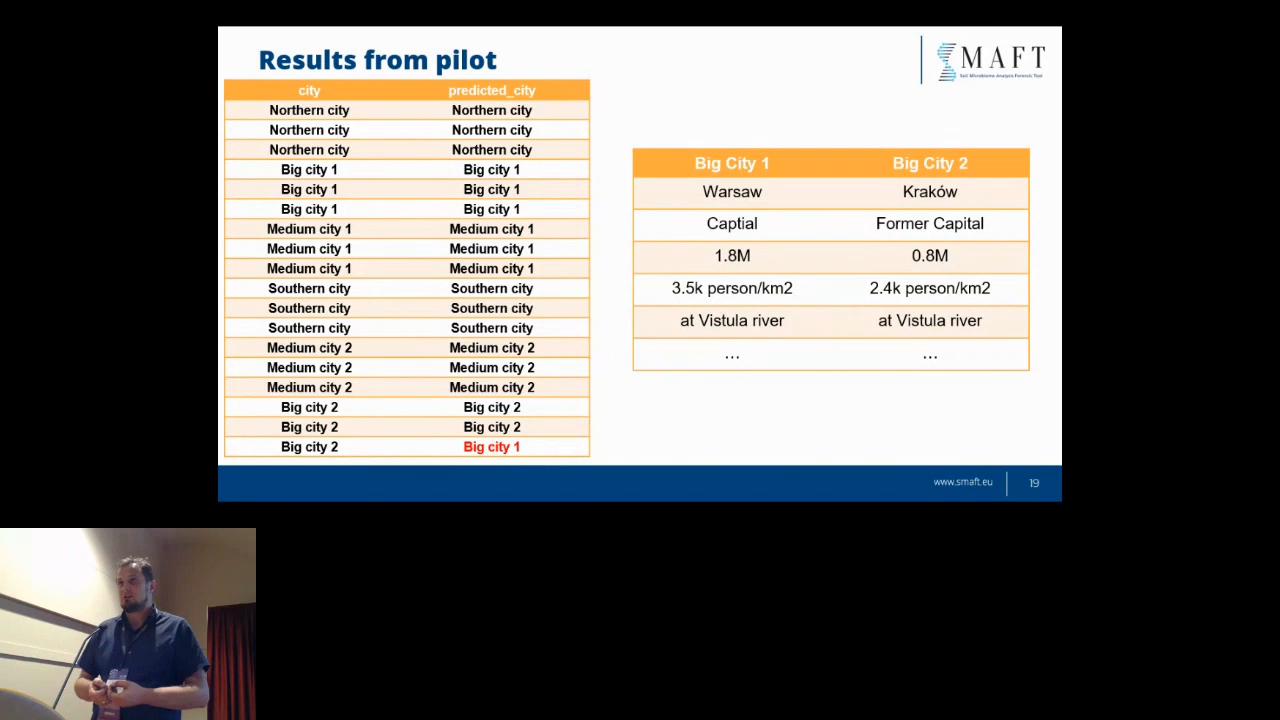 Results from pilot
SMAFT
Soil Microbiome Analysis Forensic Tool
city predicted_city
Northern city Northern city
Northern city Northern city
Northern city Northern city
Big city 1 Big city 1
Big city 1 Big city 1
Big city 1 Big city 1
Medium city 1 Medium city 1
Medium city 1 Medium city 1
Medium city 1 Medium city 1
Southern city Southern city
Southern city Southern city
Southern city Southern city
Medium city 2 Medium city 2
Medium city 2 Medium city 2
Medium city 2 Medium city 2
Big city 2 Big city 2
Big city 2 Big city 2
Big city 2 Big city 1
Big City 1 Big City 2
Warsaw Kraków
Captial Former Capital
1.8M 0.8M
3.5k person/km2 2.4k person/km2
at Vistula river at Vistula river
... ...
www.smaft.eu 19